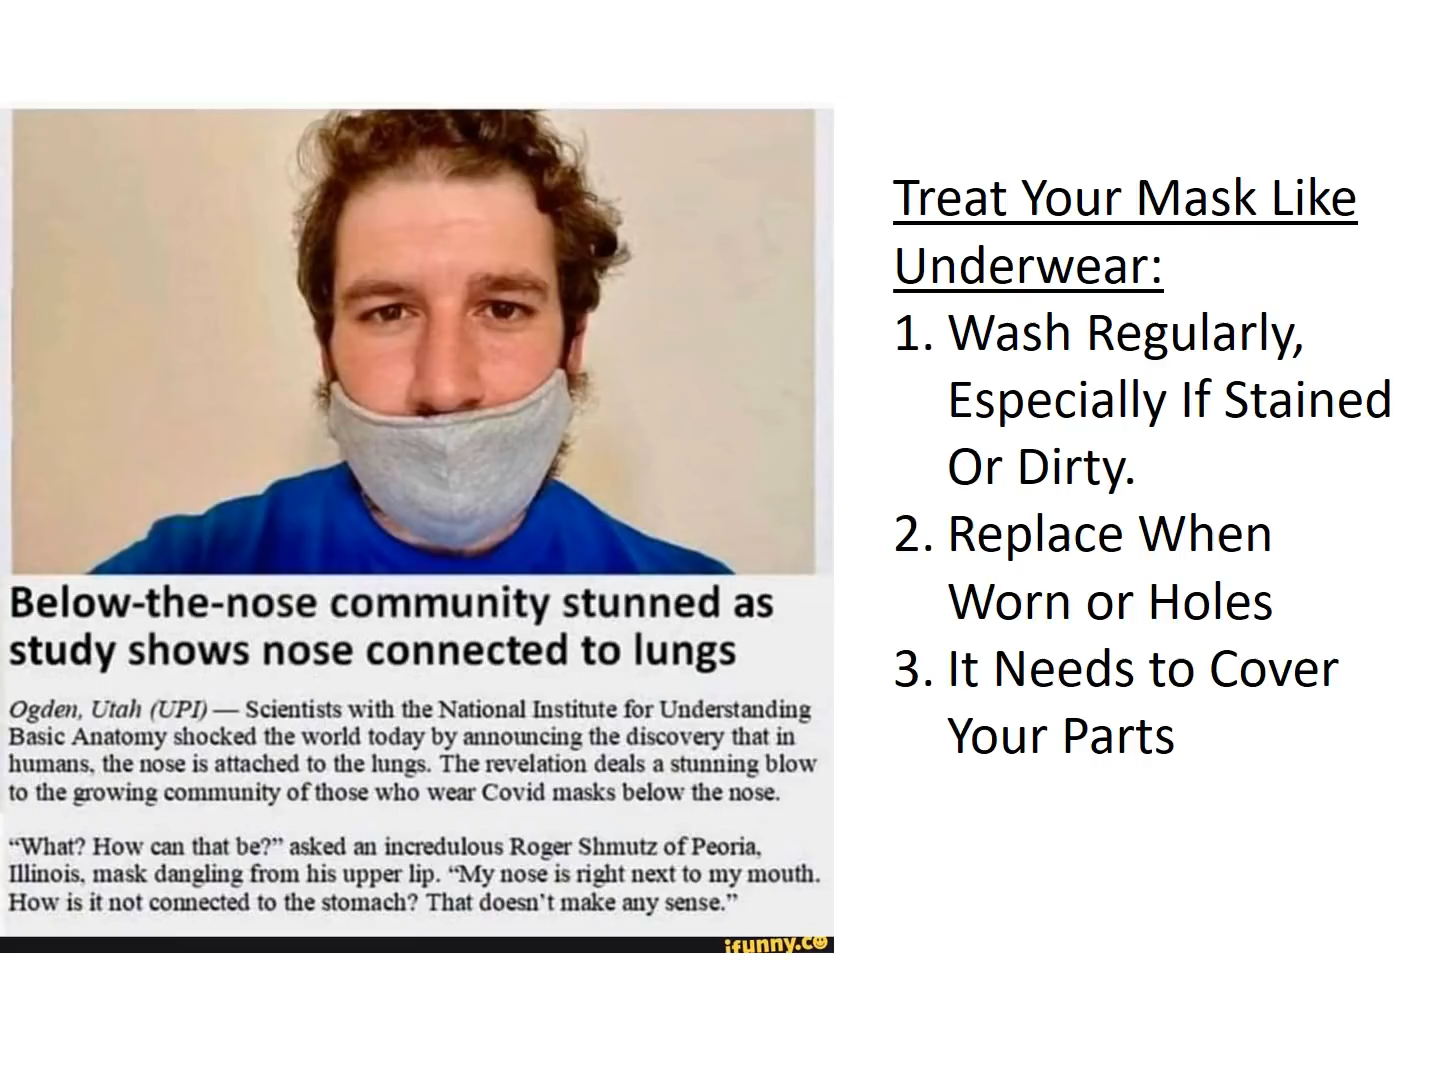 Below-the-nose community stunned as
study shows nose connected to lungs
Ogden, Utah (UPI) — Scientists with the National Institute for Understanding
Basic Anatomy shocked the world today by announcing the discovery that in
humans, the nose is attached to the lungs. The revelation deals a stunning blow
to the growing community of those who wear Covid masks below the nose.
“What? How can that be?” asked an incredulous Roger Shmutz of Peoria,
Illinois, mask dangling from his upper lip. “My nose is right next to my mouth.
How is it not connected to the stomach? That doesn’t make any sense.”
ifunny.co
Treat Your Mask Like
Underwear:
1. Wash Regularly,
Especially If Stained
Or Dirty.
2. Replace When
Worn or Holes
3. It Needs to Cover
Your Parts